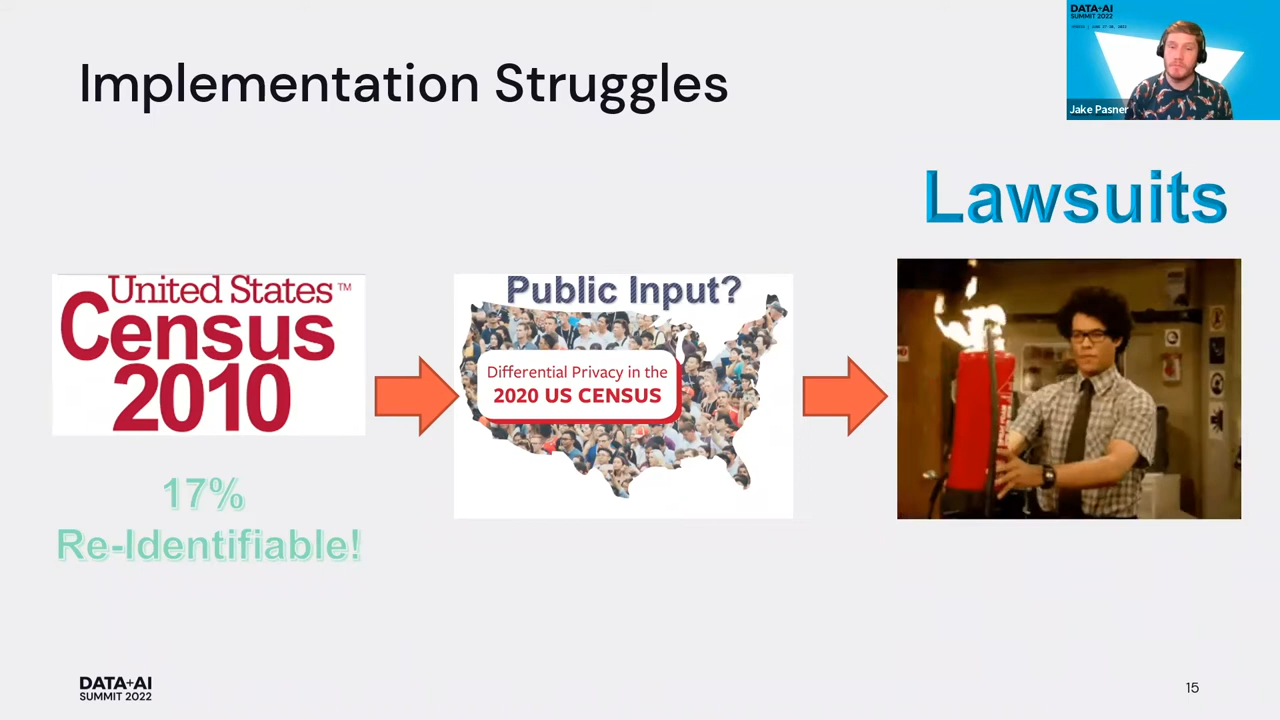 Implementation Struggles
DATA+AI
SUMMIT 2022
Jake Pasner
Lawsuits
United States™
Census
2010
17%
Re-Identifiable!
Public Input?
Differential Privacy in the
2020 US CENSUS
DATA+AI
SUMMIT 2022
15